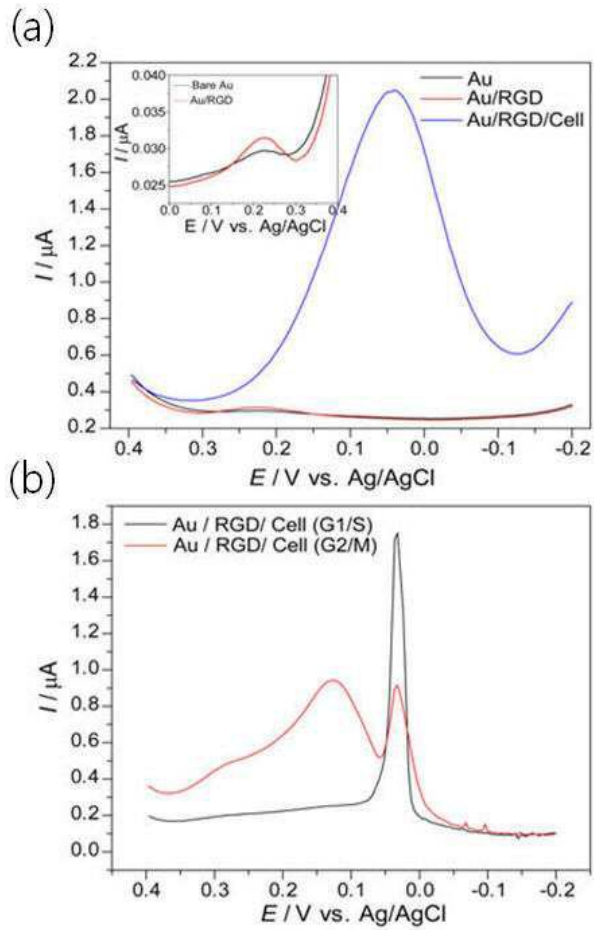 (a)
2.2
2.0
1.8
1.6
1.4
1.2
1.0
0.8
0.6
0.4
0.2
I / μA
Au
Au/RGD
Au/RGD/Cell
0.040
0.035
0.030
0.025
I / μA
Bare Au
Au/RGD
0.0 0.1 0.2 0.3 0.4
E / V vs. Ag/AgCl
0.4 0.3 0.2 0.1 0.0 -0.1 -0.2
E / V vs. Ag/AgCl
(b)
1.8
1.6
1.4
1.2
1.0
0.8
0.6
0.4
0.2
0.0
I / μA
Au / RGD/ Cell (G1/S)
Au / RGD/ Cell (G2/M)
0.4 0.3 0.2 0.1 0.0 -0.1 -0.2
E / V vs. Ag/AgCl